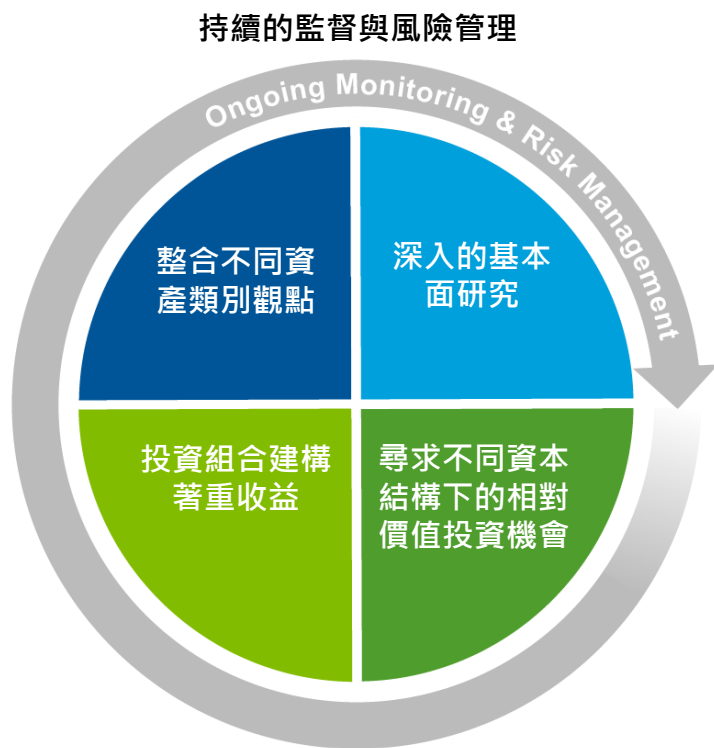 持續的監督與風險管理
Ongoing Monitoring & Risk Management
整合不同資
產類別觀點
深入的基本
面研究
投資組合建構
著重收益
尋求不同資本
結構下的相對
價值投資機會